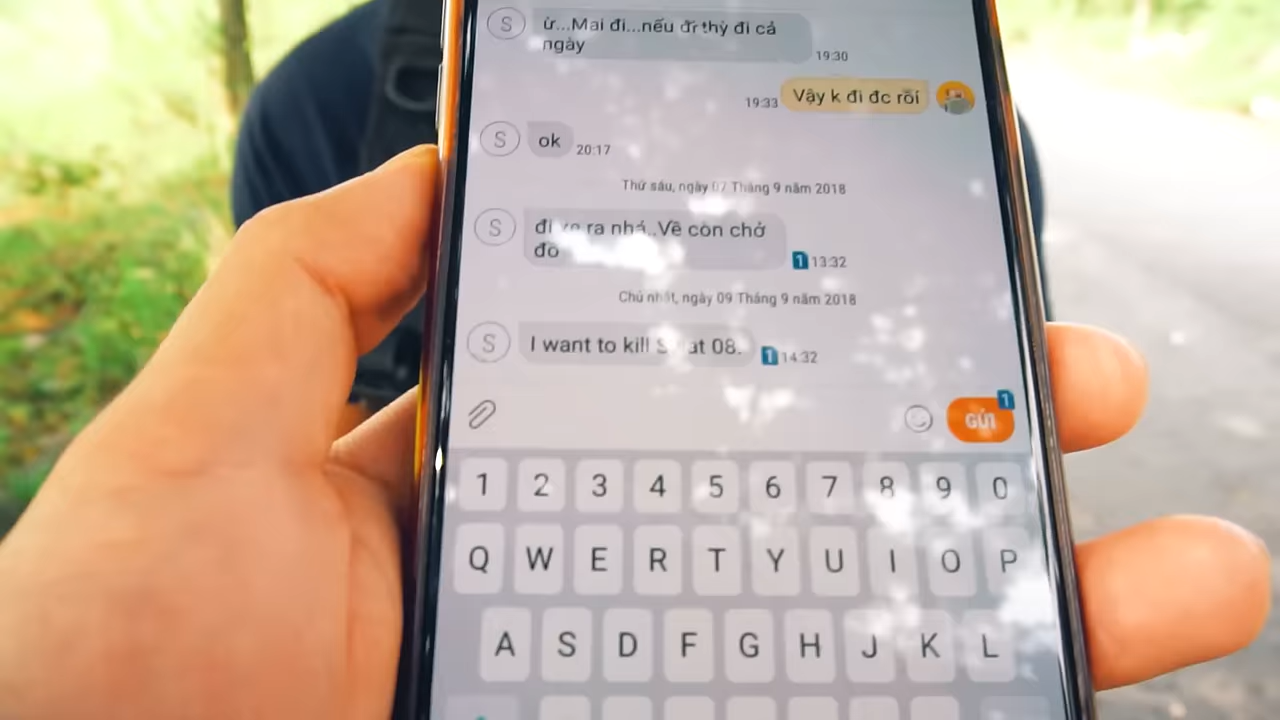 S
ừ...Mai đi...nếu đi thỳ đi cả
ngày
19:30
Vậy k đi đc rồi
19:33
S
ok
20:17
Thứ sáu, ngày 07 Tháng 9 năm 2018
S
đi ra nhá..Về còn chở
đo
1 13:32
Chủ nhật, ngày 09 Tháng 9 năm 2018
S
I want to kill at 08.
1 14:32
1
GỬI
1 2 3 4 5 6 7 8 9 0
Q W E R T Y U I O P
A S D F G H J K L